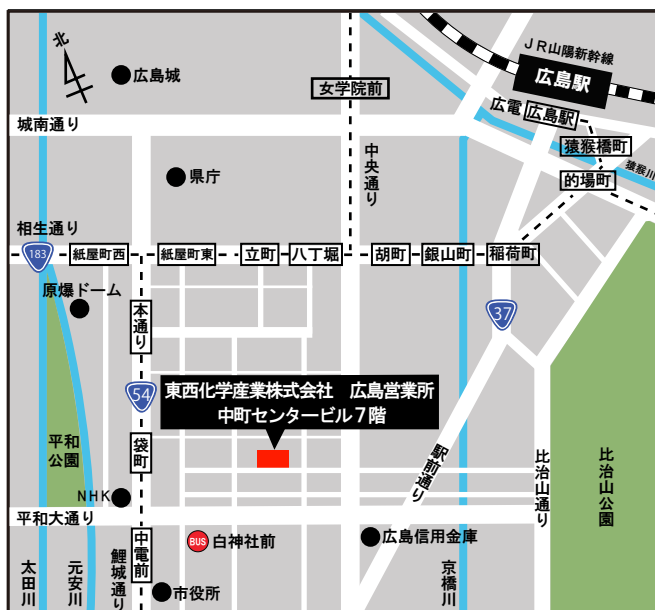 北
広島城
城南通り
県庁
相生通り
183
紙屋町西
紙屋町東
立町
八丁堀
胡町
銀山町
稲荷町
女学院前
中央通り
JR山陽新幹線
広島駅
広電
広島駅
猿猴橋町
猿猴川
的場町
原爆ドーム
本通り
54
37
東西化学産業株式会社　広島営業所
中町センタービル7階
袋町
平和
公園
NHK
平和大通り
駅前通り
比治山通り
比治山公園
中電前
BUS
白神社前
広島信用金庫
市役所
太田川
元安川
鯉城通り
京橋川